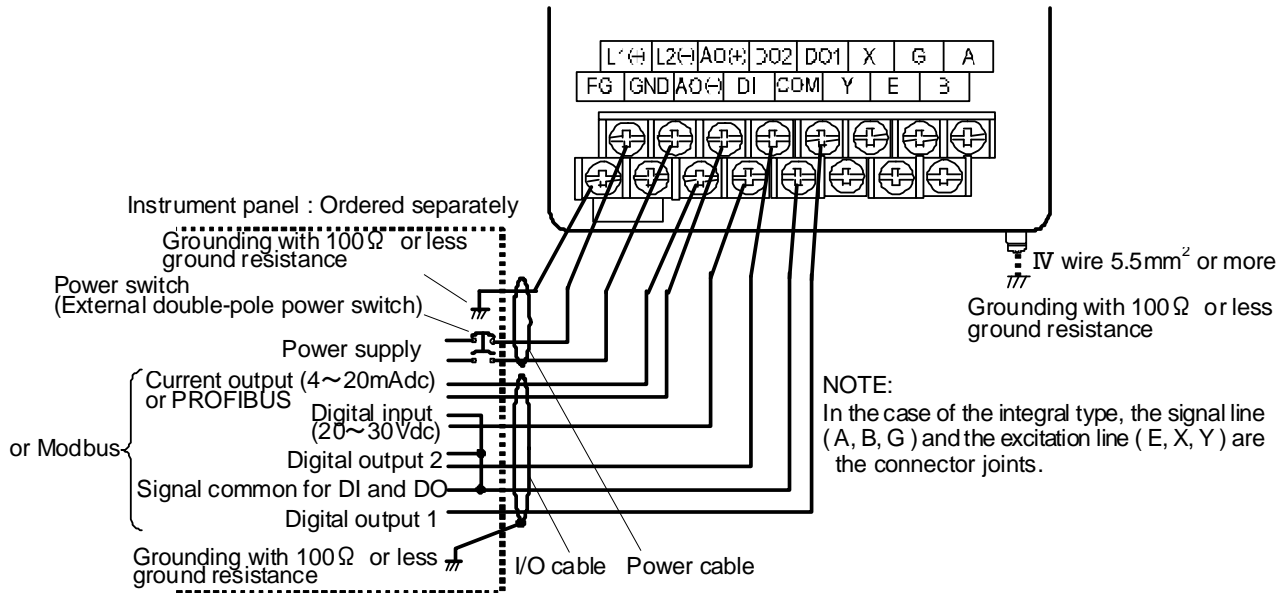 L1(+) L2(-) AO(+) DO2 DO1 X G A
FG GND AO(-) DI COM Y E B
Instrument panel : Ordered separately
Grounding with 100Ω or less
ground resistance
Power switch
(External double-pole power switch)
Power supply
Current output (4～20mAdc)
or PROFIBUS
Digital input
(20～30Vdc)
or Modbus
Digital output 2
Signal common for DI and DO
Digital output 1
Grounding with 100Ω or less
ground resistance
I/O cable Power cable
IV wire 5.5mm² or more
Grounding with 100Ω or less
ground resistance
NOTE:
In the case of the integral type, the signal line
( A, B, G ) and the excitation line ( E, X, Y ) are
the connector joints.